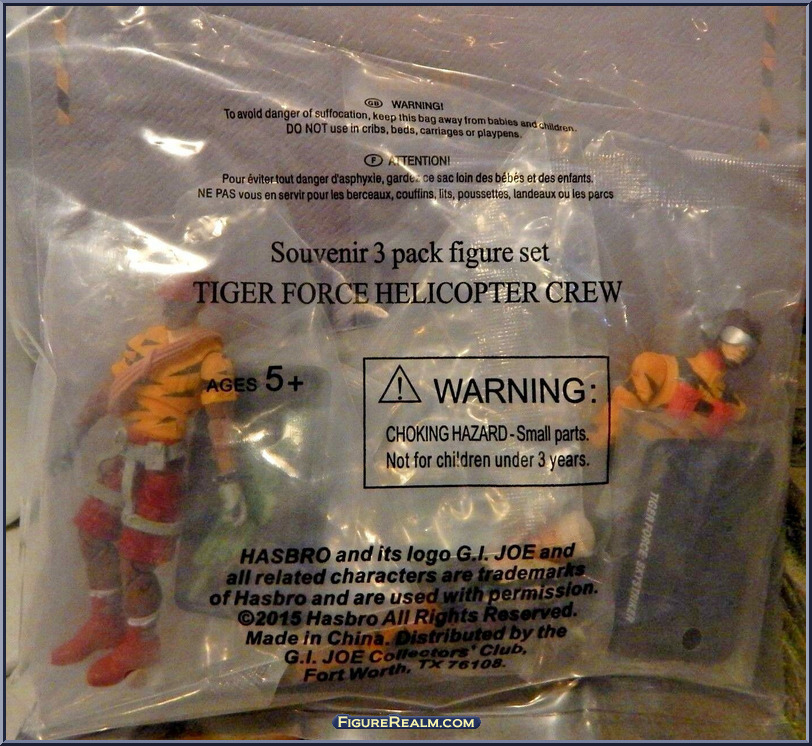 GB WARNING!
To avoid danger of suffocation, keep this bag away from babies and children.
DO NOT use in cribs, beds, carriages or playpens.
F ATTENTION!
Pour éviter tout danger d'asphyxie, gardez ce sac loin des bébés et des enfants.
NE PAS vous en servir pour les berceaux, couffins, lits, poussettes, landeaux ou les parcs
Souvenir 3 pack figure set
TIGER FORCE HELICOPTER CREW
AGES 5+
WARNING:
CHOKING HAZARD-Small parts.
Not for children under 3 years.
TIGER FORCE SKYSTRIKER
HASBRO and its logo G.I. JOE and
all related characters are trademarks
of Hasbro and are used with permission.
©2015 Hasbro All Rights Reserved.
Made in China. Distributed by the
G.I. JOE Collectors' Club,
Fort Worth, TX 76108.
FIGUREREALM.COM